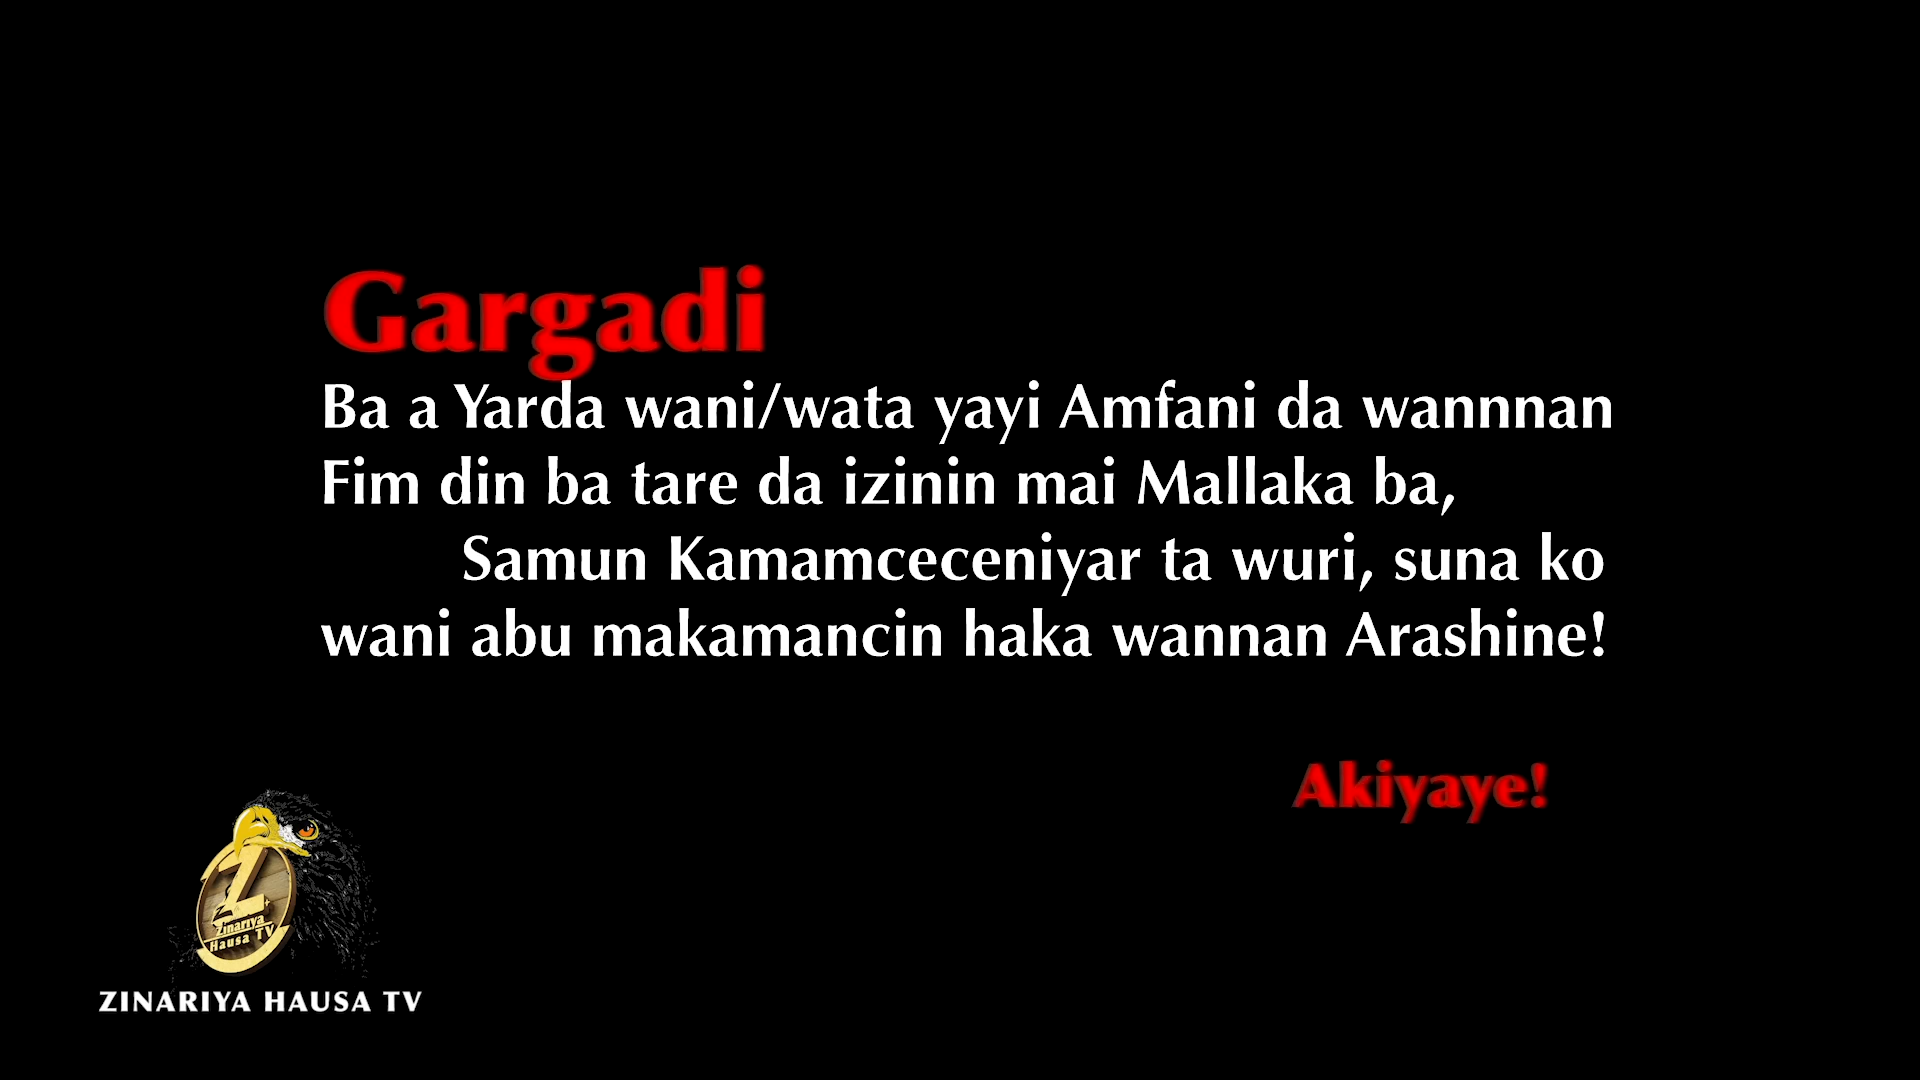 Gargadi
Ba a Yarda wani/wata yayi Amfani da wannnan
Fim din ba tare da izinin mai Mallaka ba,
Samun Kamamceceniyar ta wuri, suna ko
wani abu makamancin haka wannan Arashine!
Akiyaye!
Z
Zinariya
Hausa TV
ZINARIYA HAUSA TV